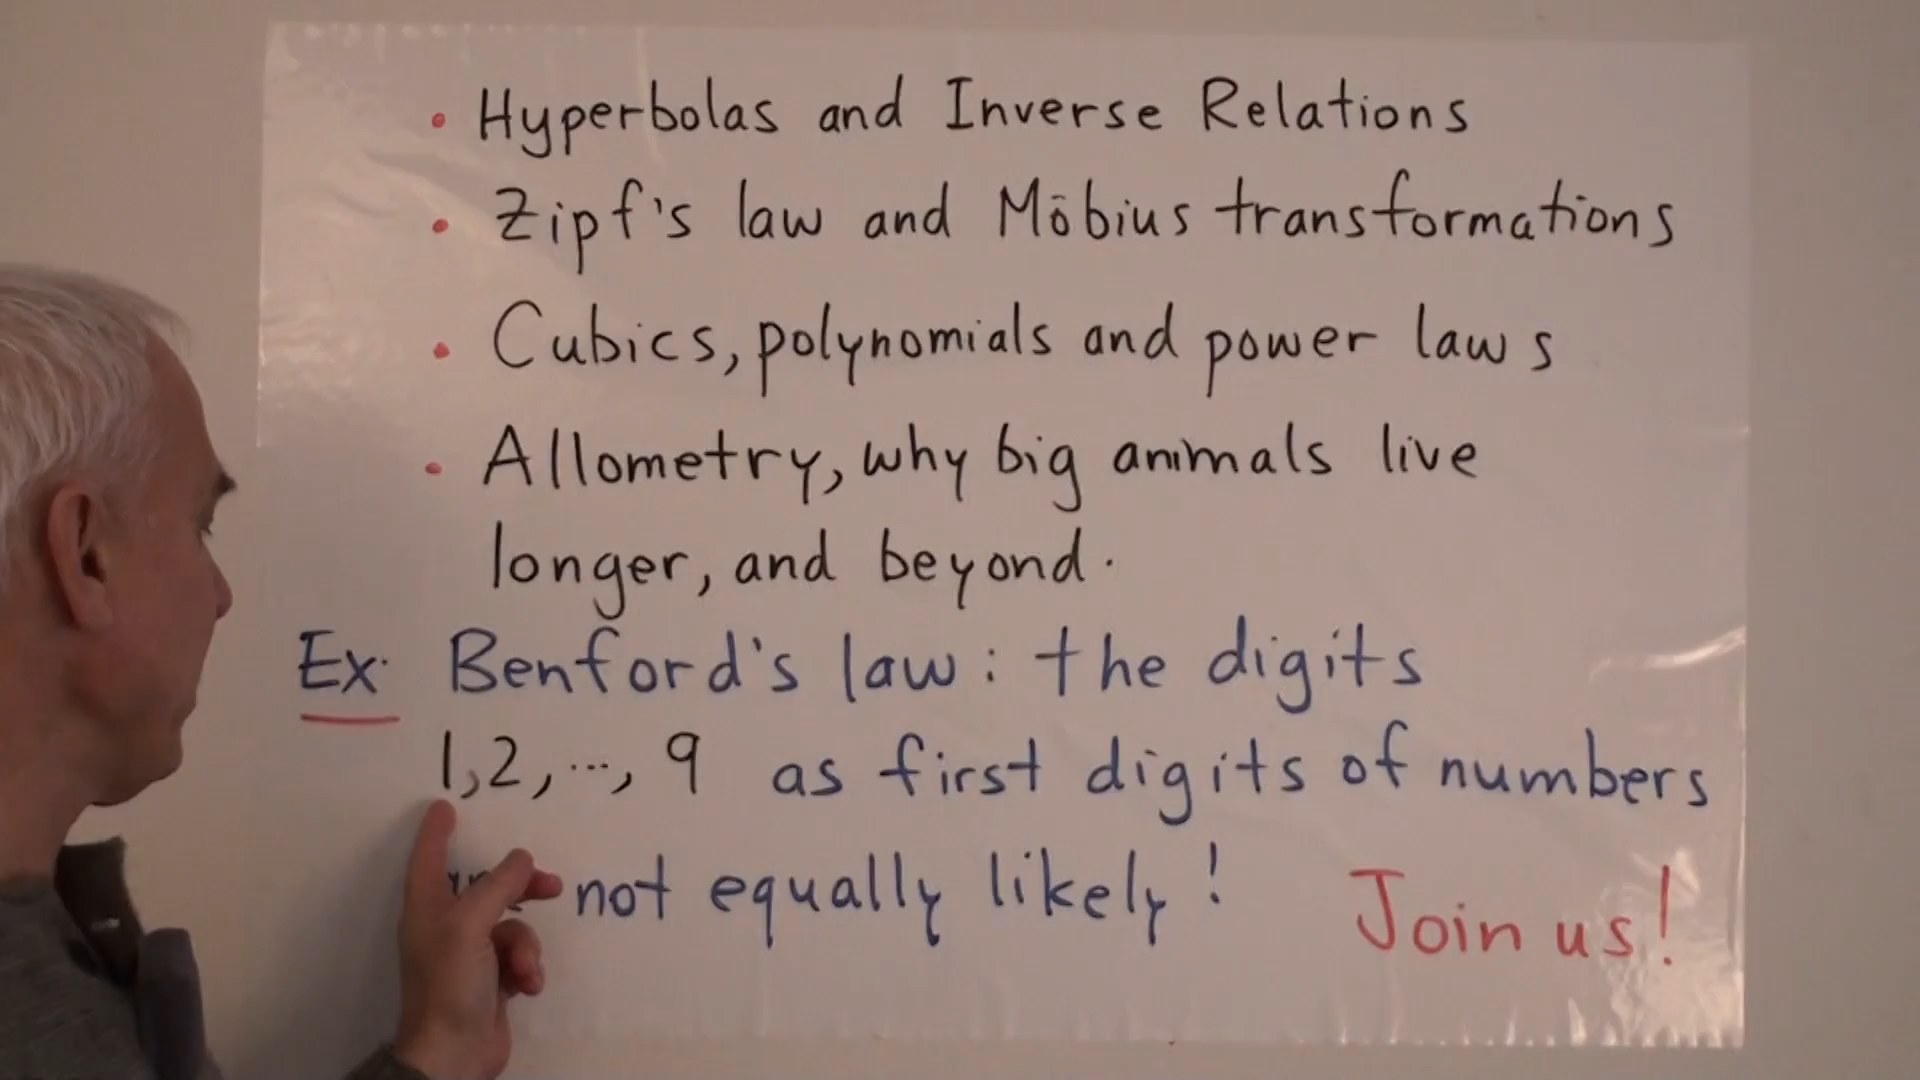 • Hyperbolas and Inverse Relations
• Zipf's law and Möbius transformations
• Cubics, polynomials and power laws
• Allometry, why big animals live
longer, and beyond.
Ex. Benford's law: the digits
1,2,..., 9 as first digits of numbers
not equally likely!
Join us!